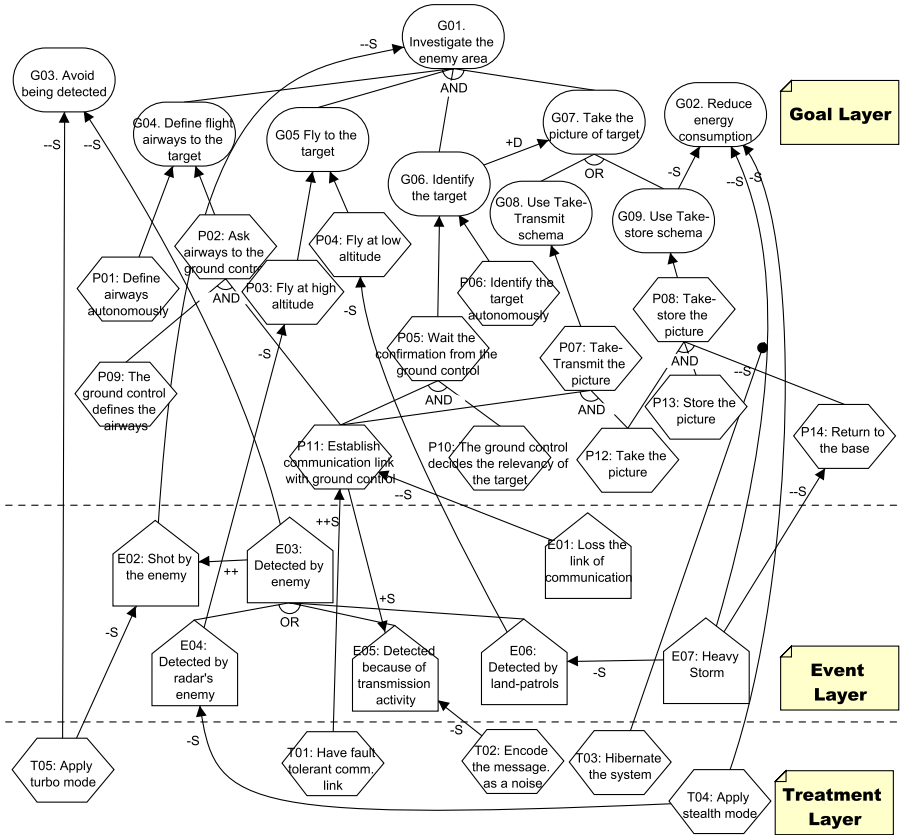 G01.
Investigate the
enemy area
--S
G03. Avoid
being detected
AND
G02. Reduce
energy
consumption
Goal Layer
G04. Define flight
airways to the
target
G05 Fly to the
target
G07. Take the
picture of target
--S
--S
+D
OR
-S
--S
-S
G06. Identify
the target
G08. Use Take-
Transmit
schema
G09. Use Take-
store schema
P02: Ask
airways to the
ground control
P04: Fly at low
altitude
P01: Define
airways
autonomously
AND
P03: Fly at high
altitude
P06: Identify the
target
autonomously
P08: Take-
store the
picture
-S
-S
P05: Wait the
confirmation from the
ground control
P07: Take-
Transmit the
picture
AND
--S
P09: The
ground control
defines the
airways
AND
AND
P13: Store the
picture
P11: Establish
communication link
with ground control
P10: The ground control
decides the relevancy of
the target
P12: Take the
picture
P14: Return to
the base
--S
--S
++S
E02: Shot by
the enemy
E03:
Detected by
enemy
E01: Loss the
link of
communication
++
+S
OR
-S
E04:
Detected by
radar's
enemy
E05: Detected
because of
transmission
activity
E06:
Detected by
land-patrols
-S
E07: Heavy
Storm
Event
Layer
-S
-S
T05: Apply
turbo mode
T01: Have fault
tolerant comm.
link
T02: Encode
the message.
as a noise
T03: Hibernate
the system
T04: Apply
stealth mode
Treatment
Layer